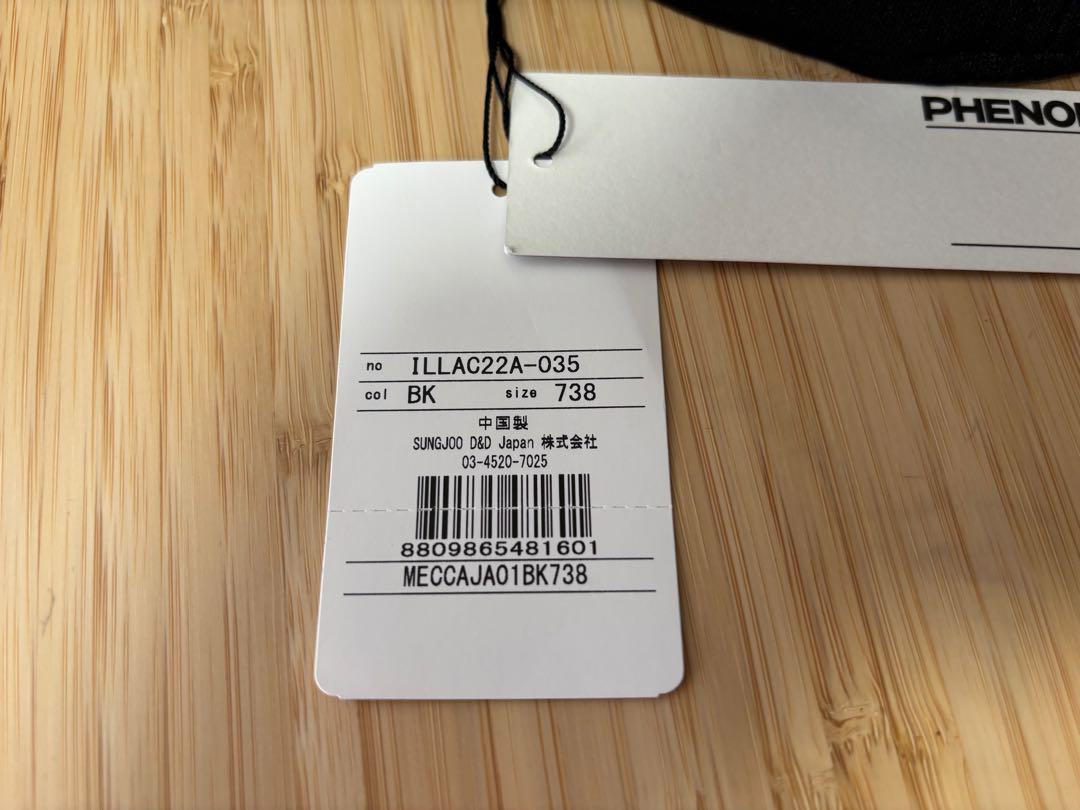 PHENO
no ILLAC22A-035
col BK size 738
中国製
SUNGJOO D&D Japan 株式会社
03-4520-7025
8809865481601
MECCAJA01BK738